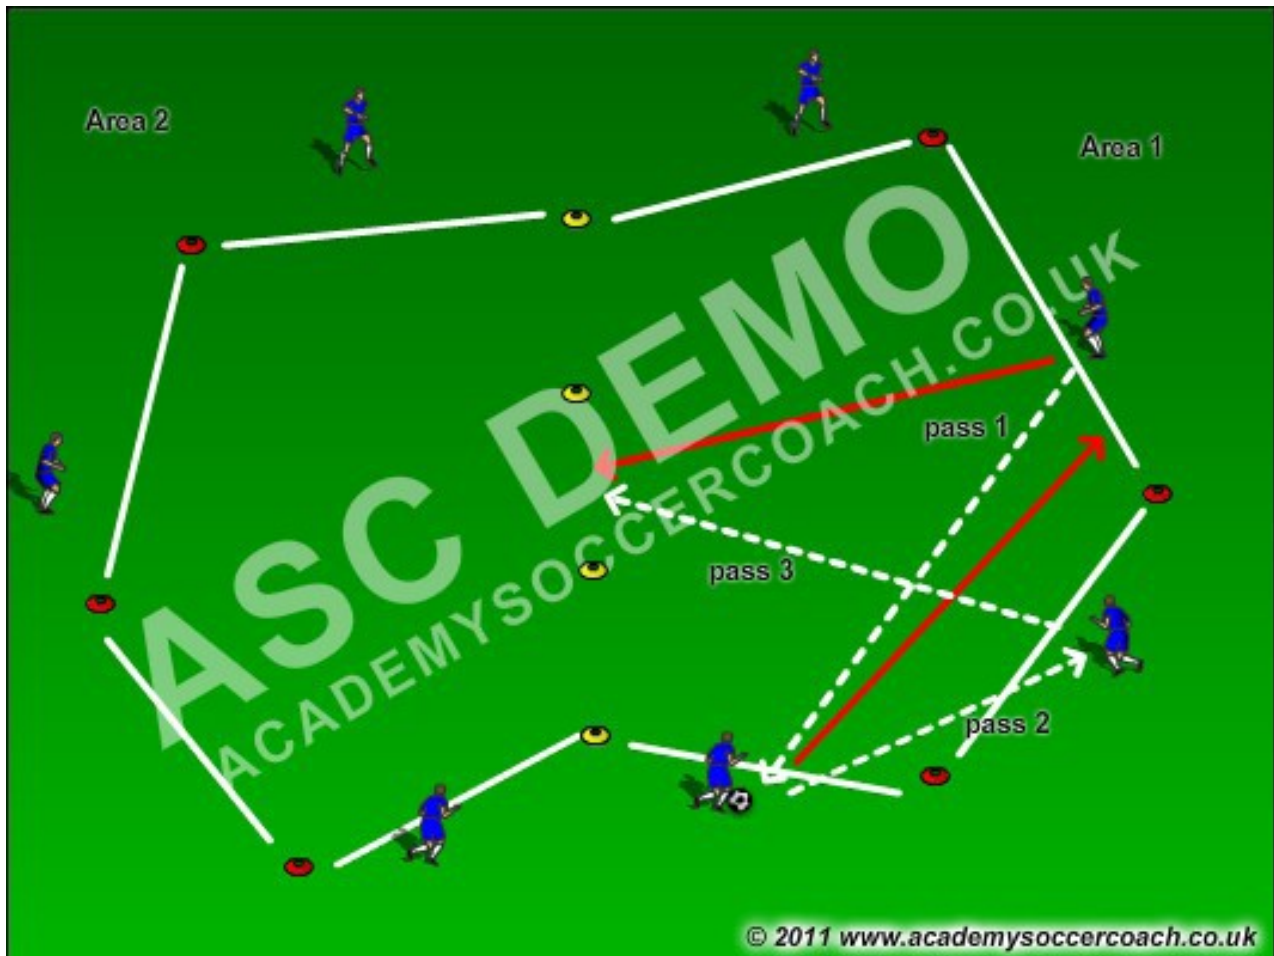 Area 2
Area 1
ASC DEMO
ACADEMYSOCCERCOACH.CO.UK
pass 1
pass 3
pass 2
© 2011 www.academysoccercoach.co.uk